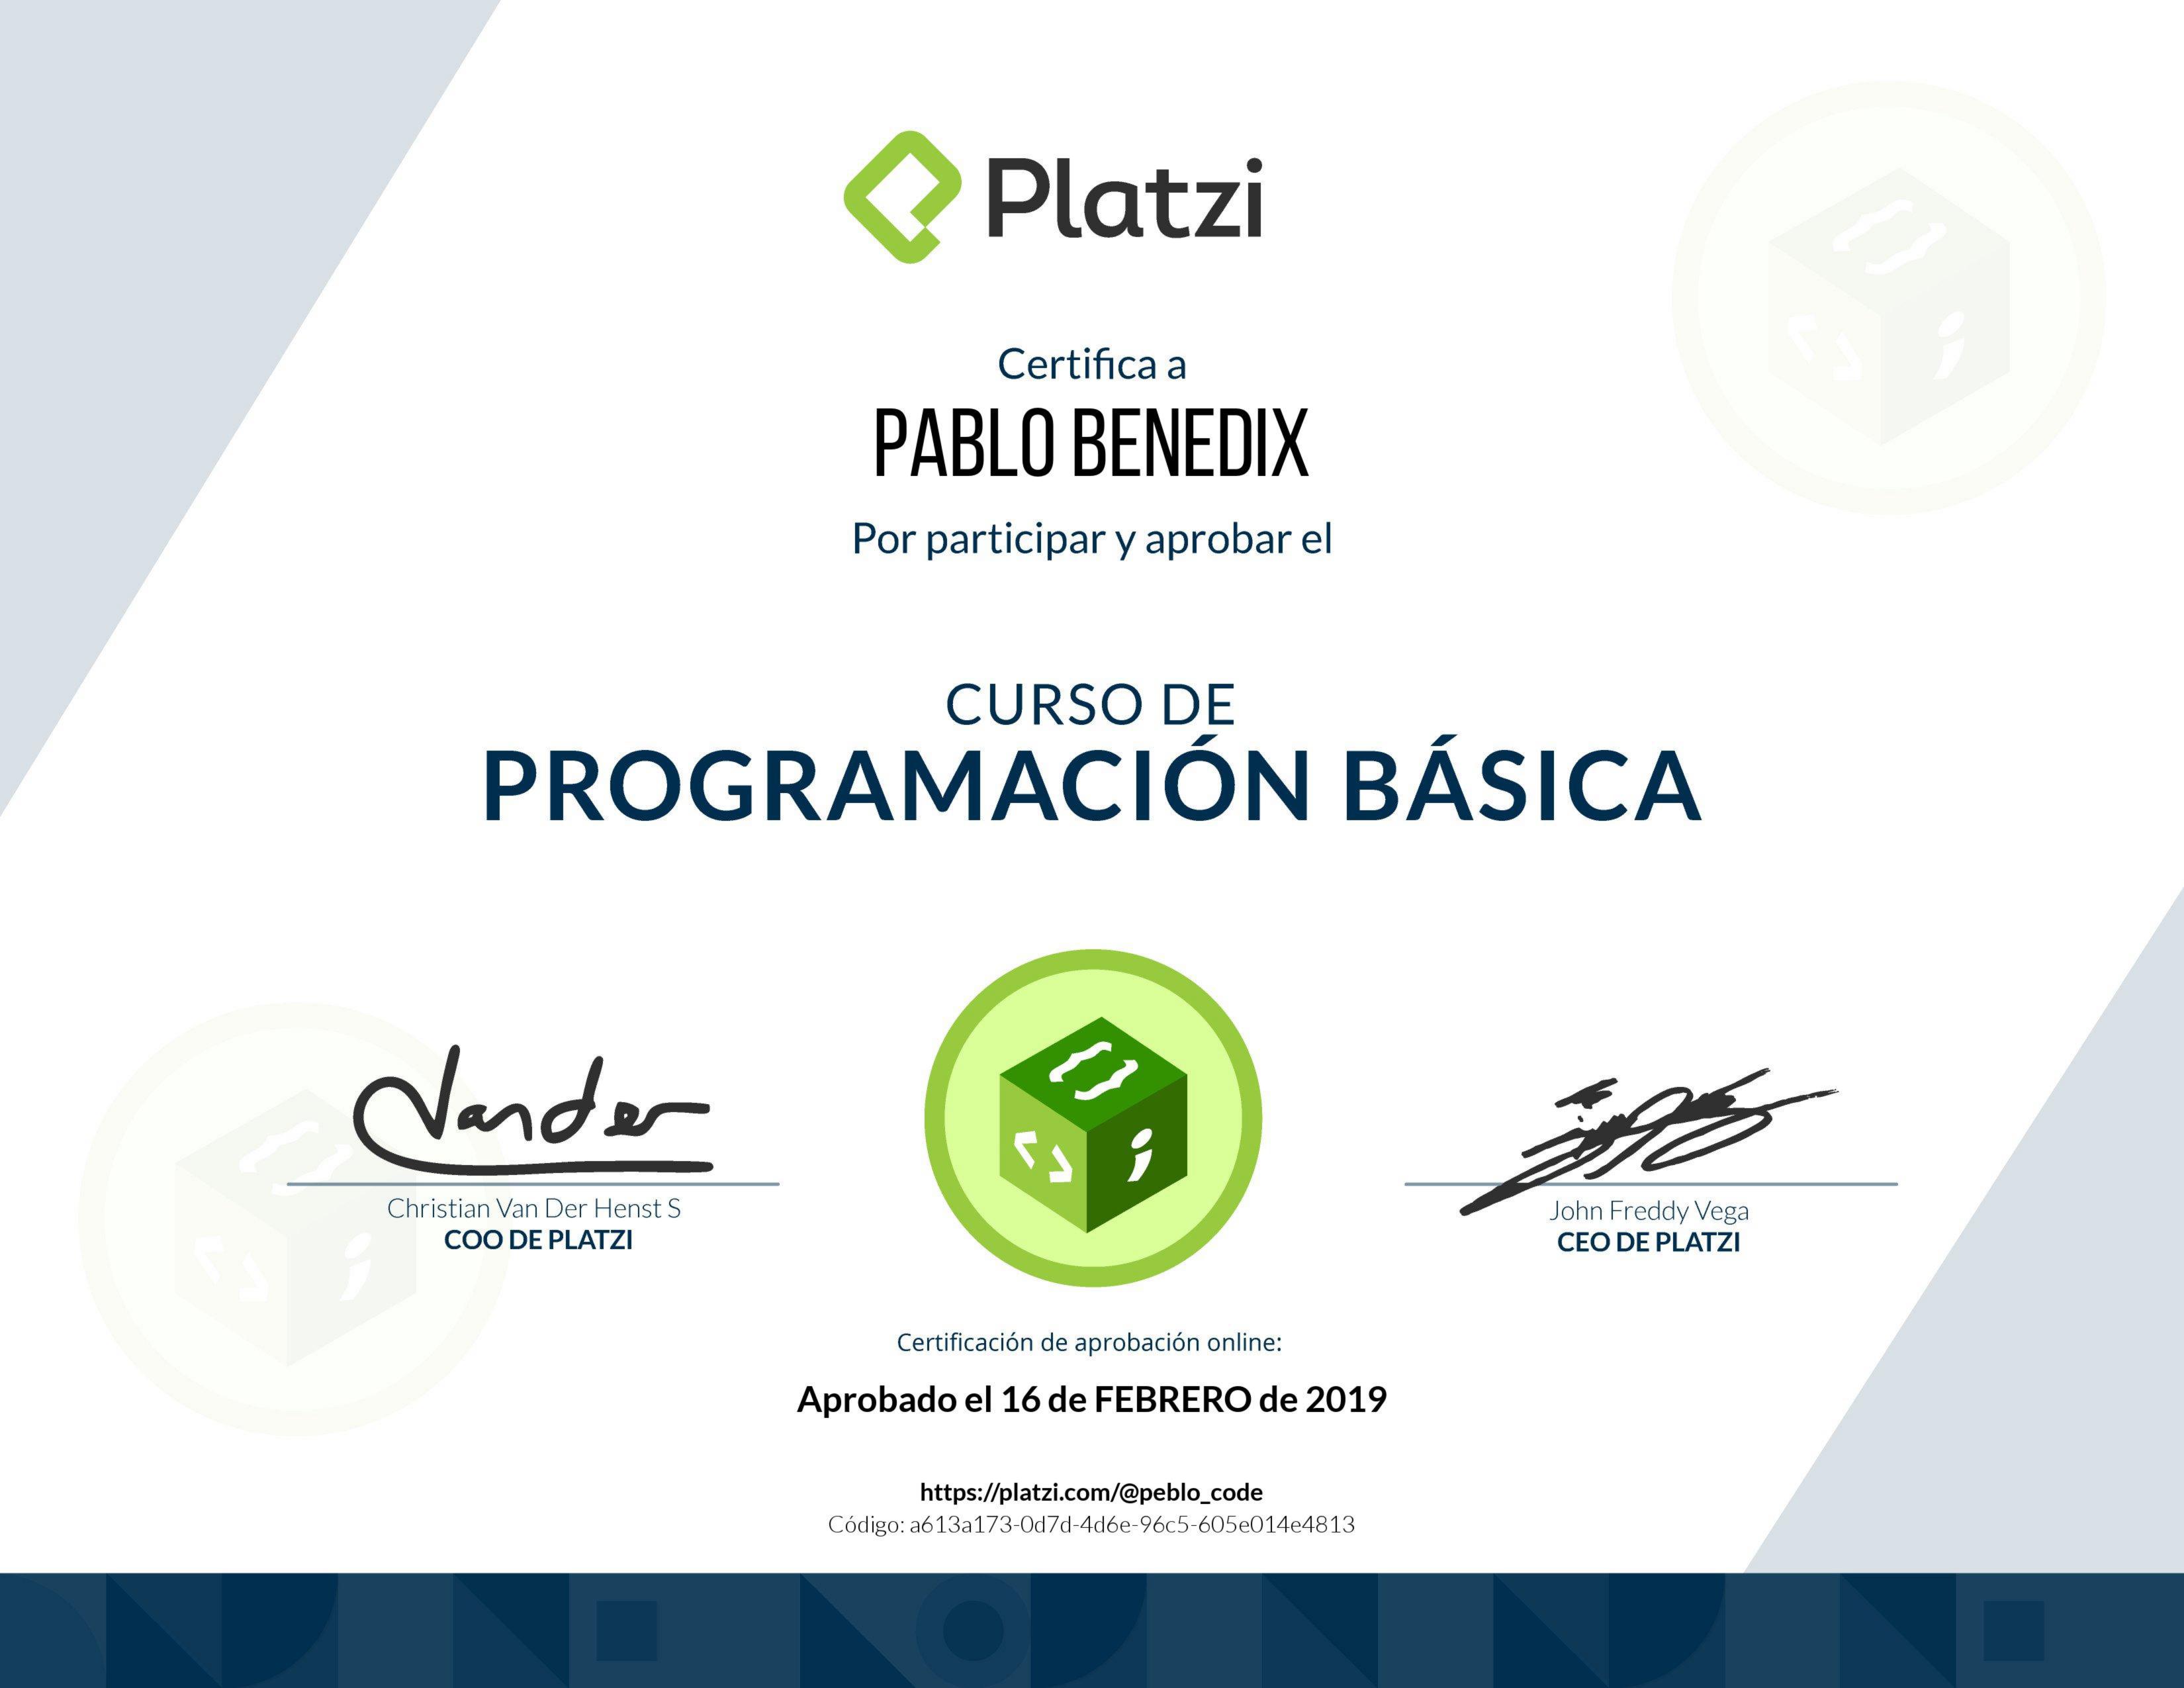 Platzi
Certifica a
PABLO BENEDIX
Por participar y aprobar el
CURSO DE
PROGRAMACIÓN BÁSICA
Vander
Christian Van Der Henst S
COO DE PLATZI
John Freddy Vega
CEO DE PLATZI
Certificación de aprobación online:
Aprobado el 16 de FEBRERO de 2019
https://platzi.com/@peblo_code
Código: a613a173-0d7d-4d6e-96c5-605e014e4813